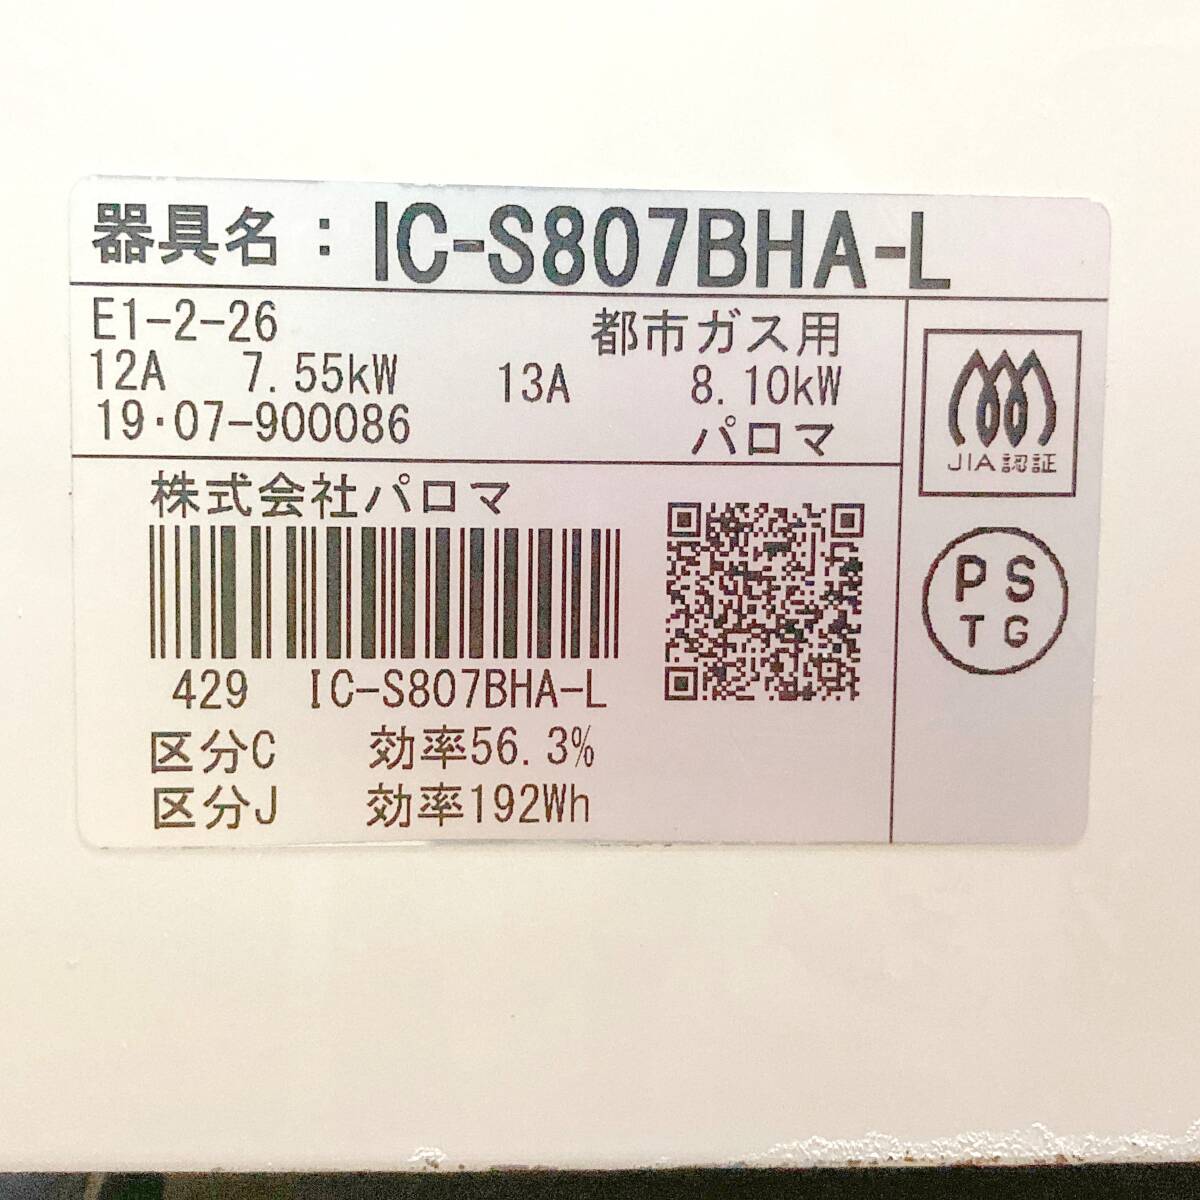 器具名：IC-S807BHA-L
E1-2-26 都市ガス用
12A 7.55kW 13A 8.10kW
19･07-900086 パロマ
JIA認証
株式会社パロマ
PS
TG
429 IC-S807BHA-L
区分C 効率56.3%
区分J 効率192Wh